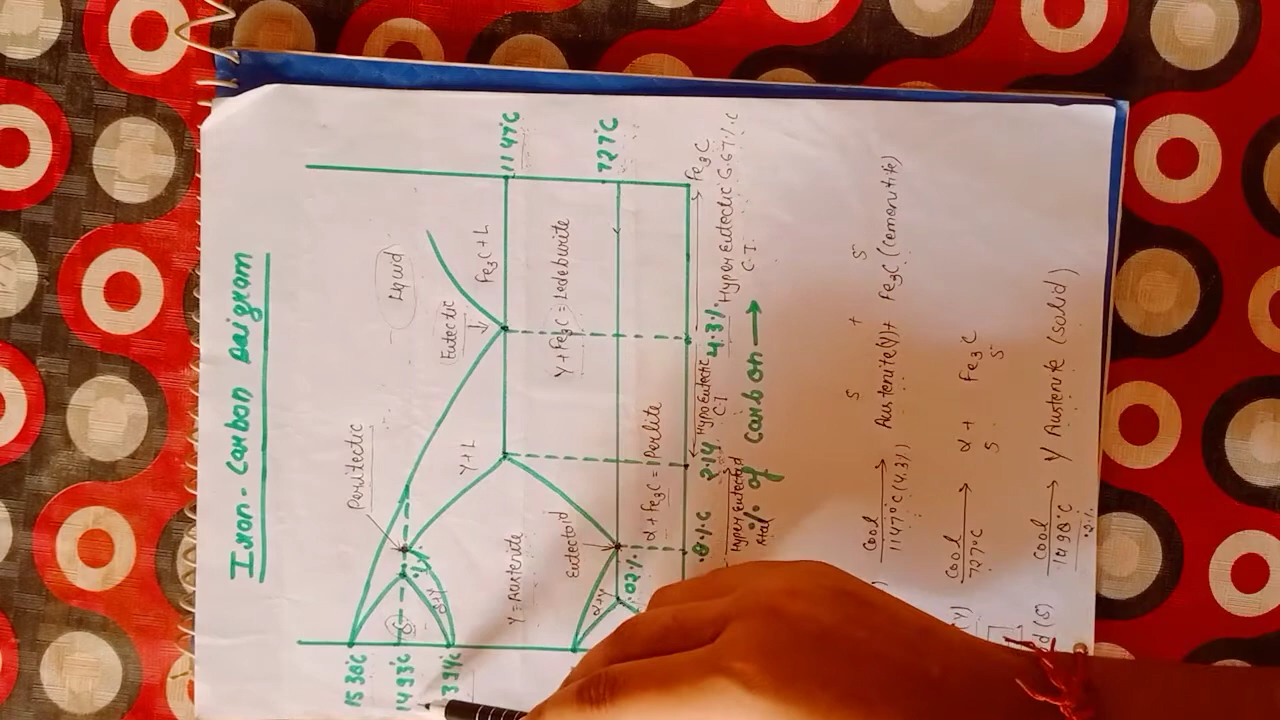 Iron-Carbon Daigram
Peritectic
Liquid
1538°C
1493°C
δ
γ+L
Eutectic
Fe3C+L
1147°C
γ=Austenite
γ+Fe3C=Ledeburite
Eutectoid
α+γ
α+Fe3C=Perlite
727°C
.02%
.8%C
2.14
4.3%
Fe3C
6.67%C
Hyper Eutectoid
Hypo Eutectic
C.I
Hyper Eutectic
C.I.
% of Carbon →
Cool
1147°C (4.3%)
Austenite(γ)+ Fe3C (cementite)
S + S
Cool
727°C
α + Fe3C
S S
Cool
1498°C
γ Austenite (solid)